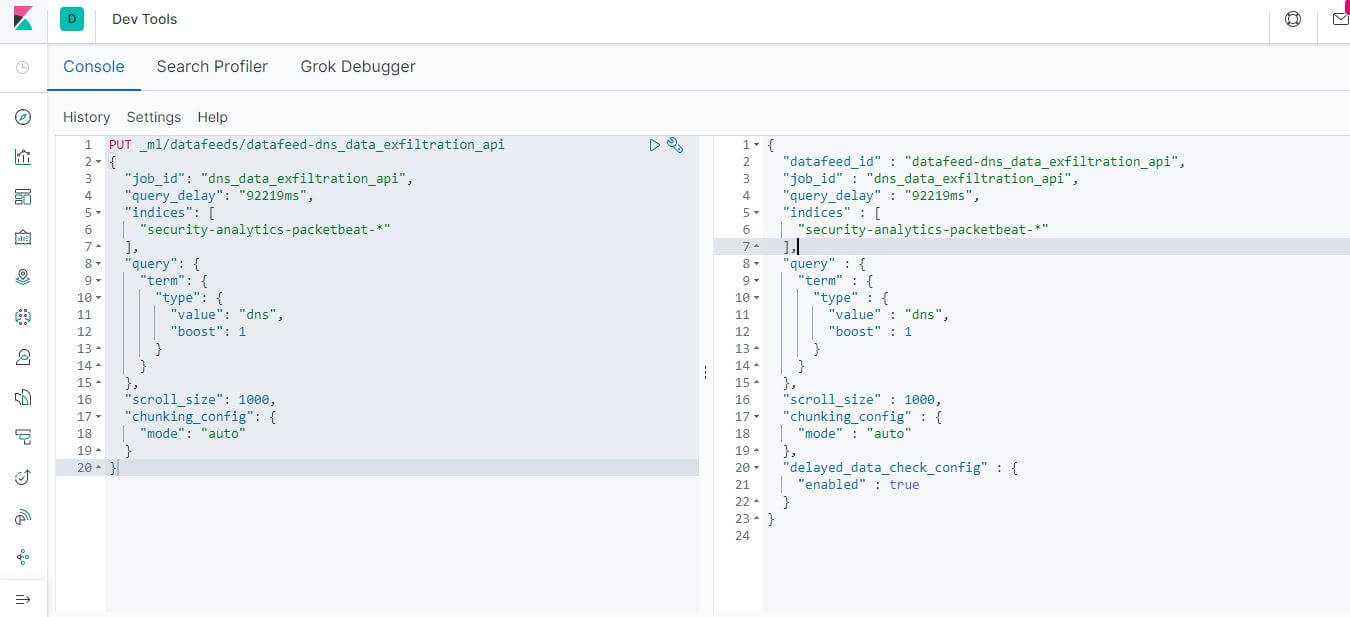 D Dev Tools
Console Search Profiler Grok Debugger
History Settings Help
1 PUT _ml/datafeeds/datafeed-dns_data_exfiltration_api
2 {
3 "job_id": "dns_data_exfiltration_api",
4 "query_delay": "92219ms",
5 "indices": [
6 "security-analytics-packetbeat-*"
7 ],
8 "query": {
9 "term": {
10 "type": {
11 "value": "dns",
12 "boost": 1
13 }
14 }
15 },
16 "scroll_size": 1000,
17 "chunking_config": {
18 "mode": "auto"
19 }
20 }
1 {
2 "datafeed_id" : "datafeed-dns_data_exfiltration_api",
3 "job_id" : "dns_data_exfiltration_api",
4 "query_delay" : "92219ms",
5 "indices" : [
6 "security-analytics-packetbeat-*"
7 ],
8 "query" : {
9 "term" : {
10 "type" : {
11 "value" : "dns",
12 "boost" : 1
13 }
14 }
15 },
16 "scroll_size" : 1000,
17 "chunking_config" : {
18 "mode" : "auto"
19 },
20 "delayed_data_check_config" : {
21 "enabled" : true
22 }
23 }
24